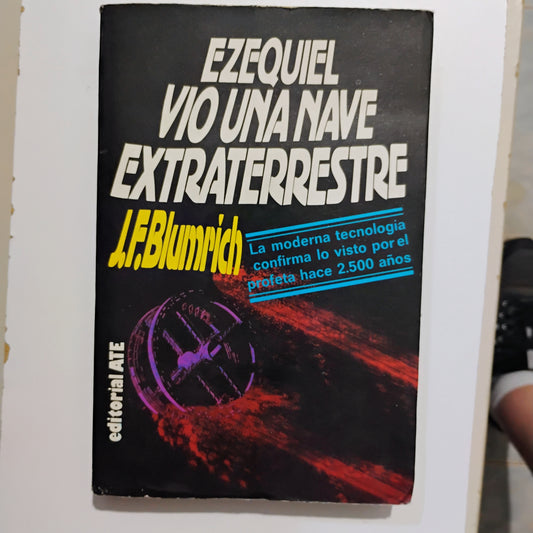 EZEQUIEL
VIO UNA NAVE
EXTRATERRESTRE
J.F.Blumrich
La moderna tecnología
confirma lo visto por el
profeta hace 2.500 años
editorial ATE